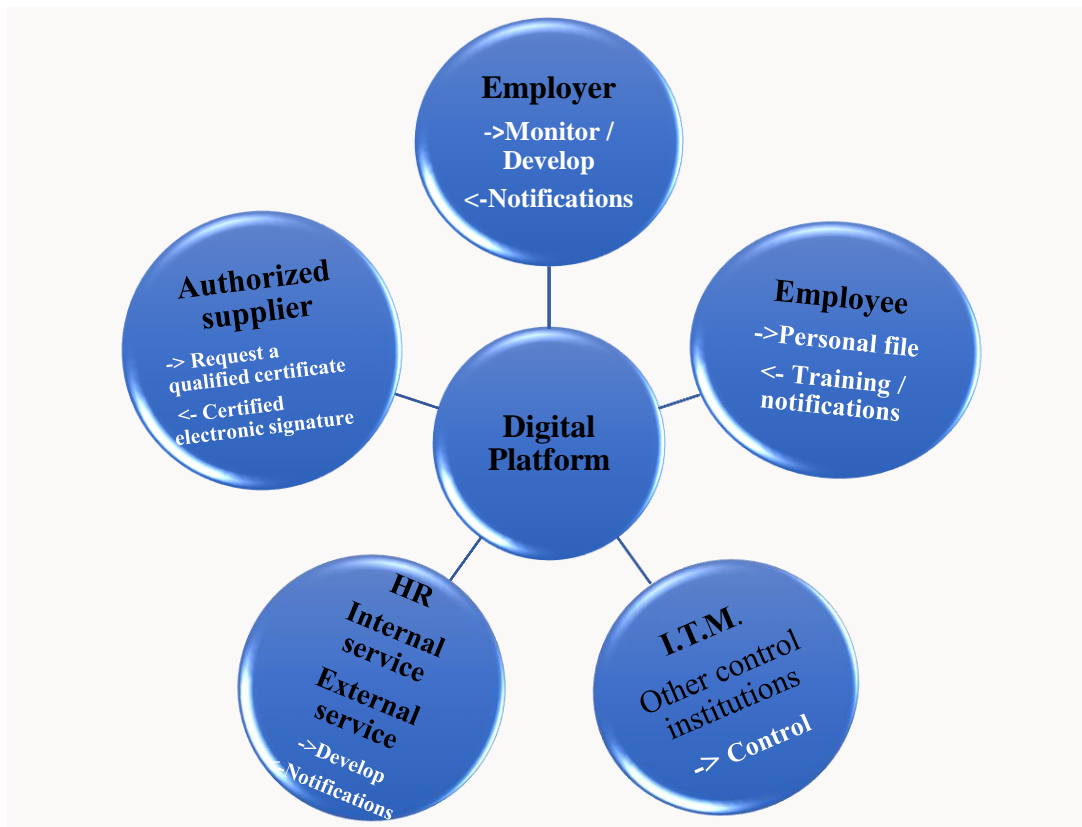 Employer
->Monitor /
Develop
<-Notifications
Authorized
supplier
-> Request a
qualified certificate
<- Certified
electronic signature
Employee
->Personal file
<- Training /
notifications
Digital
Platform
HR
Internal
service
External
service
->Develop
<-Notifications
I.T.M.
Other control
institutions
-> Control